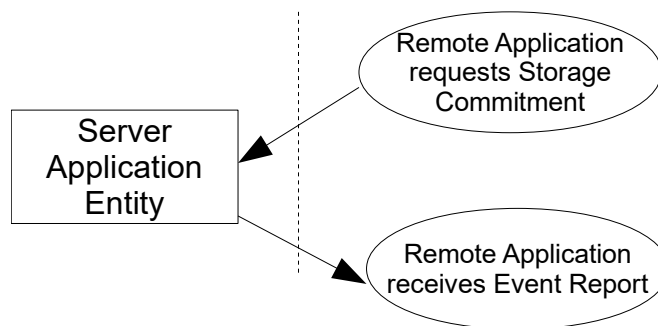 Remote Application
requests Storage
Commitment
Server
Application
Entity
Remote Application
receives Event Report